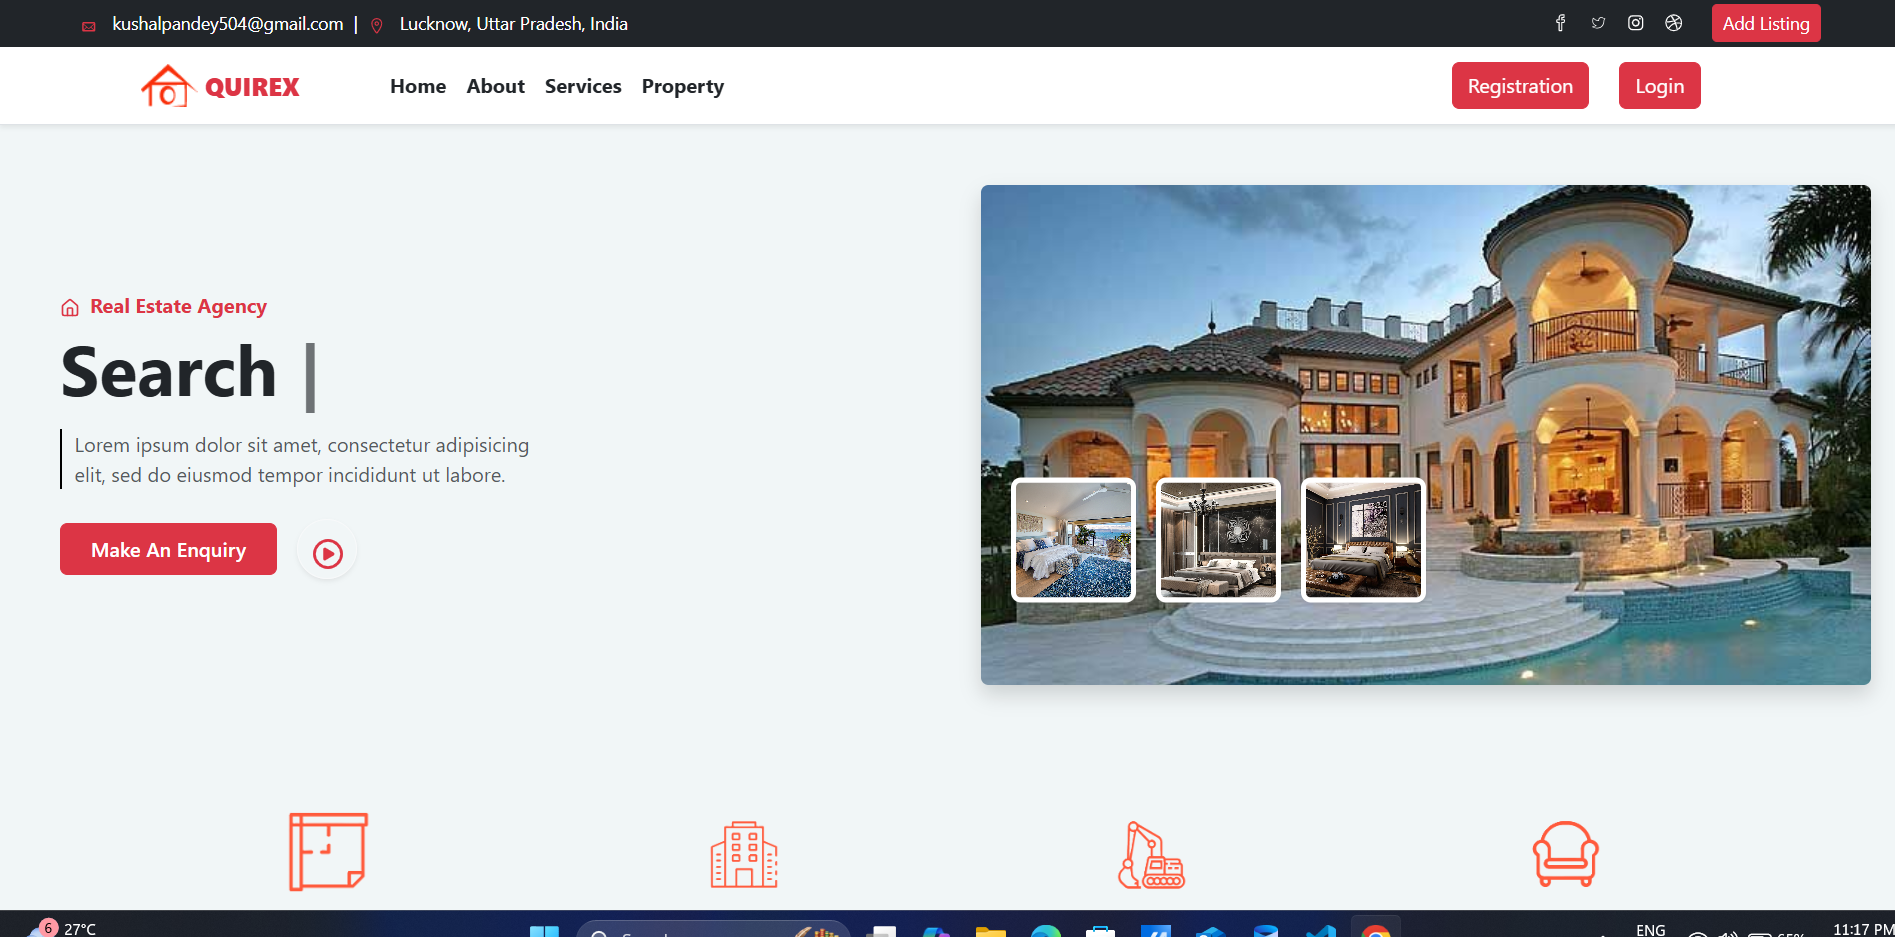 kushalpandey504@gmail.com | Lucknow, Uttar Pradesh, India
Add Listing
QUIREX
Home About Services Property
Registration Login
Real Estate Agency
Search |
Lorem ipsum dolor sit amet, consectetur adipisicing
elit, sed do eiusmod tempor incididunt ut labore.
Make An Enquiry
6 27°C
ENG
11:17 PM